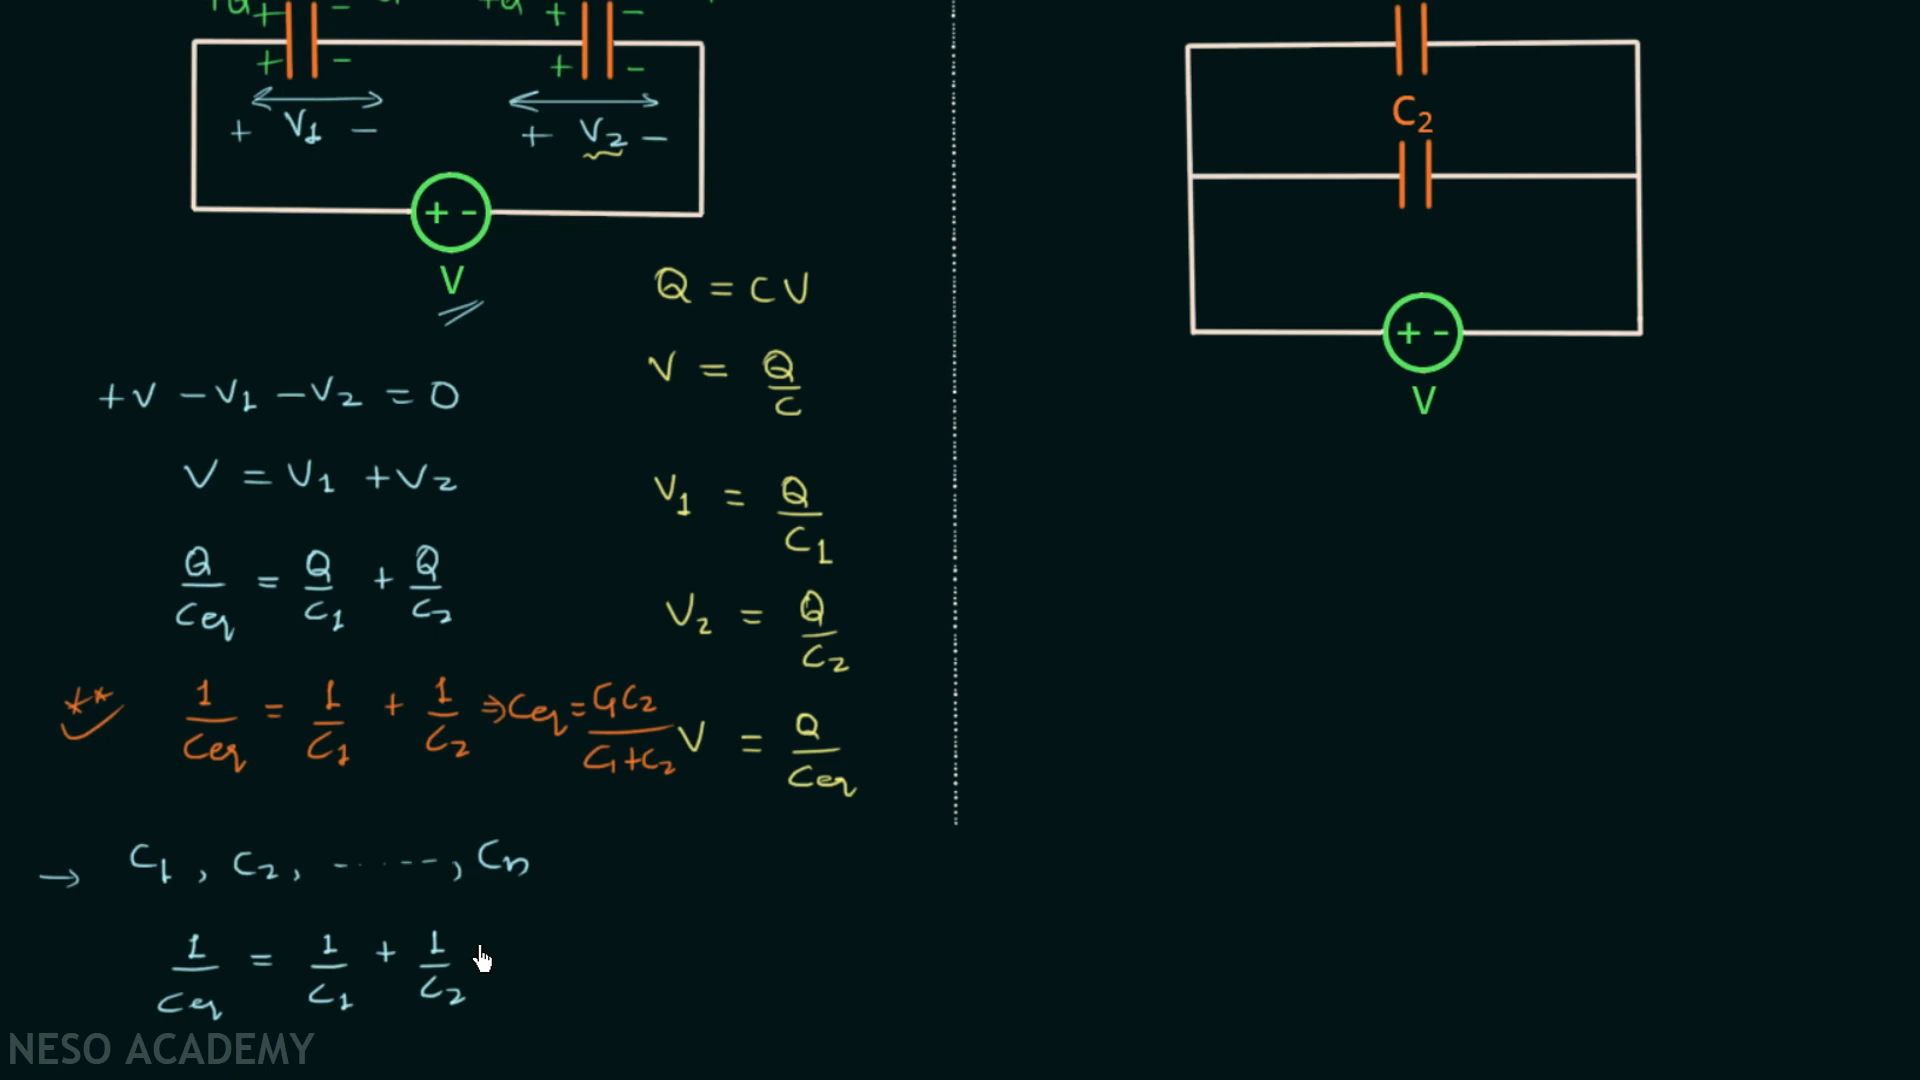 +Q + - +Q + -
+ - + -
+ V₁ - + V₂ -
+ -
V
+V - V₁ - V₂ = 0
V = V₁ + V₂
Q/Ceq = Q/C₁ + Q/C₂
** 1/Ceq = 1/C₁ + 1/C₂ ⇒ Ceq = C₁C₂/C₁+C₂
→ C₁, C₂, ------, Cn
1/Ceq = 1/C₁ + 1/C₂
Q = CV
V = Q/C
V₁ = Q/C₁
V₂ = Q/C₂
V = Q/Ceq
C₂
+ -
V
NESO ACADEMY